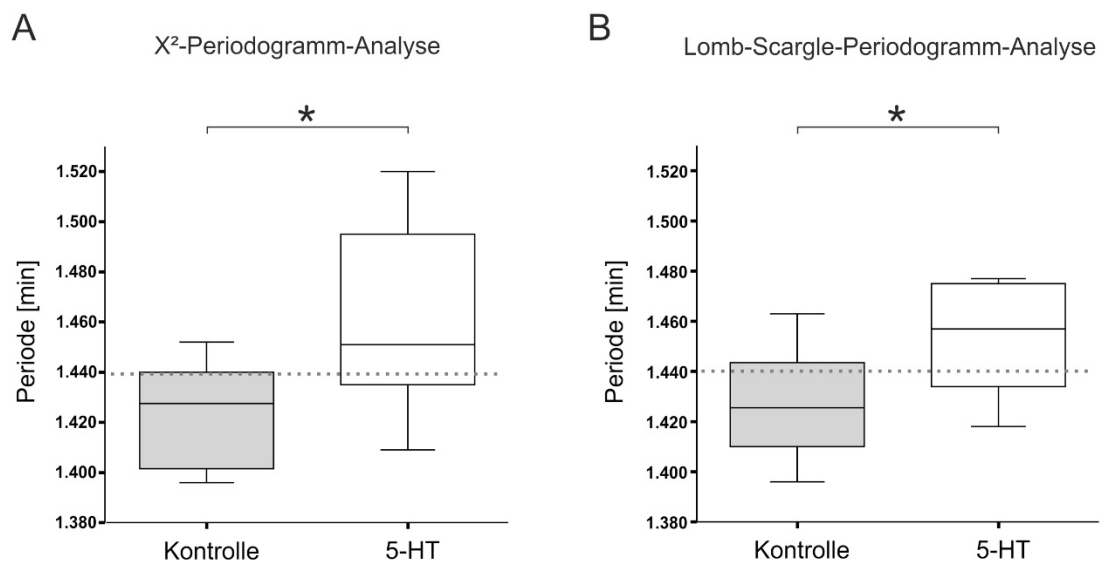 A
X²-Periodogramm-Analyse
*
1.520
1.500
1.480
1.460
1.440
1.420
1.400
1.380
Periode [min]
Kontrolle
5-HT
B
Lomb-Scargle-Periodogramm-Analyse
*
1.520
1.500
1.480
1.460
1.440
1.420
1.400
1.380
Periode [min]
Kontrolle
5-HT